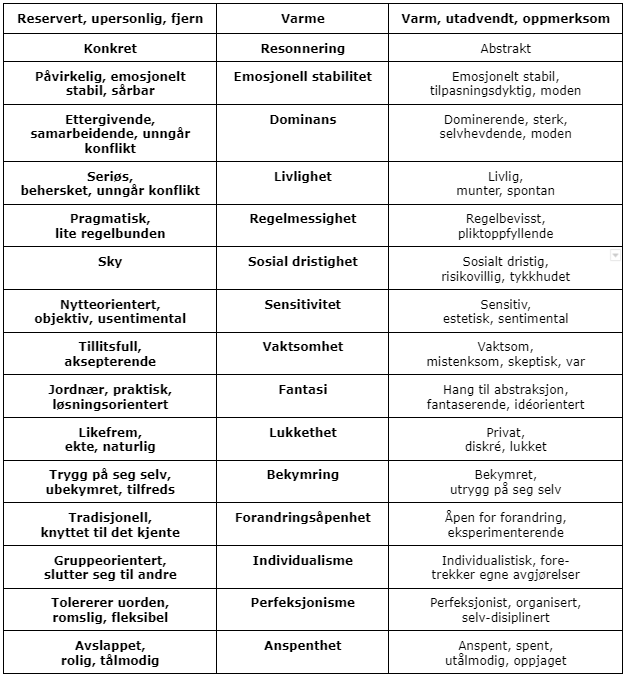 Reservert, upersonlig, fjern
Varme
Varm, utadvendt, oppmerksom
Konkret
Resonnering
Abstrakt
Påvirkelig, emosjonelt
stabil, sårbar
Emosjonell stabilitet
Emosjonelt stabil,
tilpasningsdyktig, moden
Ettergivende,
samarbeidende, unngår
konflikt
Dominans
Dominerende, sterk,
selvhevdende, moden
Seriøs,
behersket, unngår konflikt
Livlighet
Livlig,
munter, spontan
Pragmatisk,
lite regelbunden
Regelmessighet
Regelbevisst,
pliktoppfyllende
Sky
Sosial dristighet
Sosialt dristig,
risikovillig, tykkhudet
Nytteorientert,
objektiv, usentimental
Sensitivitet
Sensitiv,
estetisk, sentimental
Tillitsfull,
aksepterende
Vaktsomhet
Vaktsom,
mistenksom, skeptisk, var
Jordnær, praktisk,
løsningsorientert
Fantasi
Hang til abstraksjon,
fantaserende, idéorientert
Likefrem,
ekte, naturlig
Lukkethet
Privat,
diskré, lukket
Trygg på seg selv,
ubekymret, tilfreds
Bekymring
Bekymret,
utrygg på seg selv
Tradisjonell,
knyttet til det kjente
Forandringsåpenhet
Åpen for forandring,
eksperimenterende
Gruppeorientert,
slutter seg til andre
Individualisme
Individualistisk, fore-
trekker egne avgjørelser
Tolererer uorden,
romslig, fleksibel
Perfeksjonisme
Perfeksjonist, organisert,
selv-disiplinert
Avslappet,
rolig, tålmodig
Anspenthet
Anspent, spent,
utålmodig, oppjaget